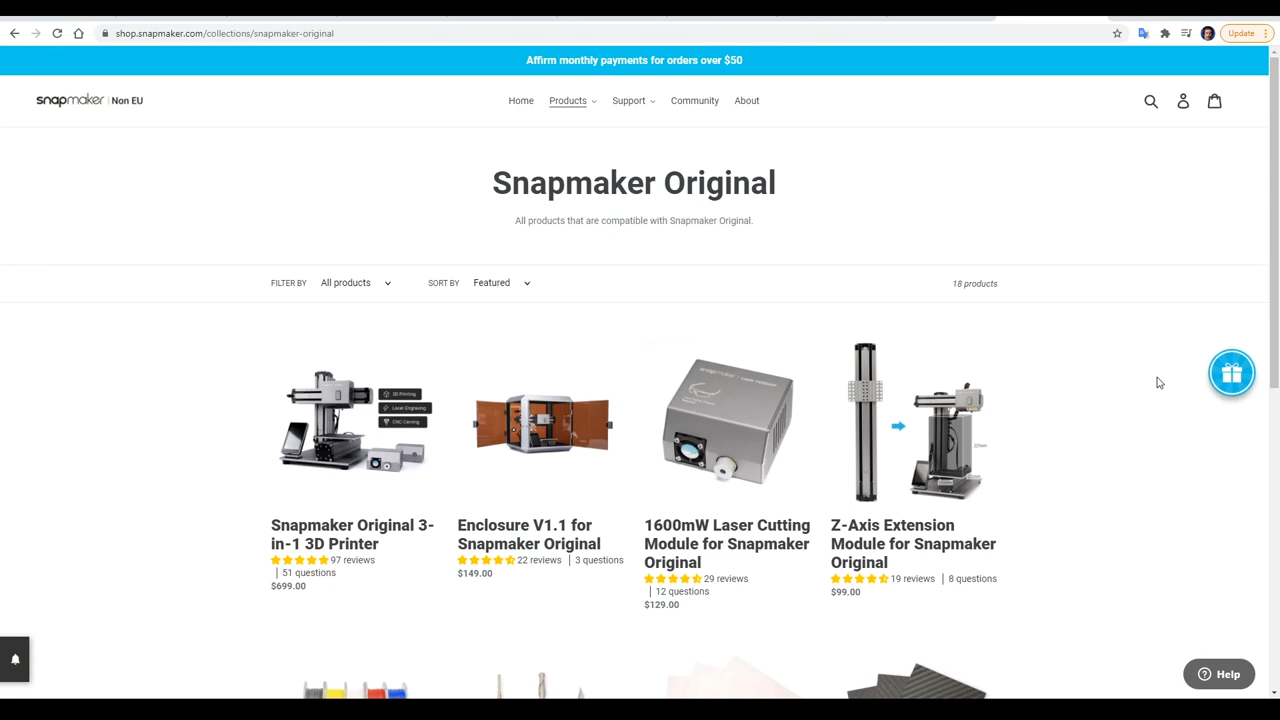 shop.snapmaker.com/collections/snapmaker-original
Update
Affirm monthly payments for orders over $50
snapmaker | Non EU
Home
Products
Support
Community
About
Snapmaker Original
All products that are compatible with Snapmaker Original.
FILTER BY
All products
SORT BY
Featured
18 products
3D Printing
Laser Engraving
CNC Carving
snapmaker | Laser Module
Snapmaker Original 3-
in-1 3D Printer
97 reviews
| 51 questions
$699.00
Enclosure V1.1 for
Snapmaker Original
22 reviews | 3 questions
$149.00
1600mW Laser Cutting
Module for Snapmaker
Original
29 reviews
| 12 questions
$129.00
Z-Axis Extension
Module for Snapmaker
Original
19 reviews | 8 questions
$99.00
Help